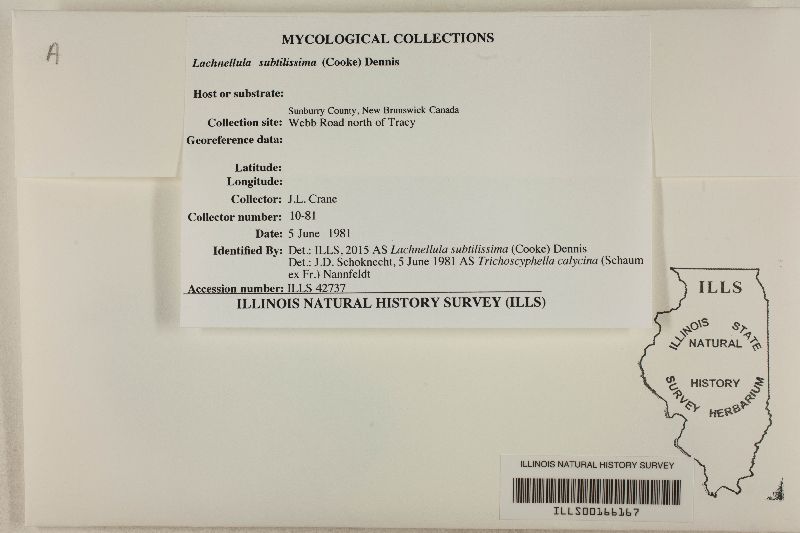 A
MYCOLOGICAL COLLECTIONS
Lachnellula subtilissima (Cooke) Dennis
Host or substrate:
Sunbury County, New Brunswick Canada
Collection site: Webb Road north of Tracy
Georeference data:
Latitude:
Longitude:
Collector: J.L. Crane
Collector number: 10-81
Date: 5 June 1981
Identified By: Det.: ILLS, 2015 AS Lachnellula subtilissima (Cooke) Dennis
Det.: J.D. Schoknecht, 5 June 1981 AS Trichoscyphella calycina (Schaum
ex Fr.) Nannfeldt
Accession number: ILLS 42737
ILLINOIS NATURAL HISTORY SURVEY (ILLS)
ILLS
ILLINOIS STATE
NATURAL
HISTORY
SURVEY HERBARIUM
ILLINOIS NATURAL HISTORY SURVEY
ILLS00166167